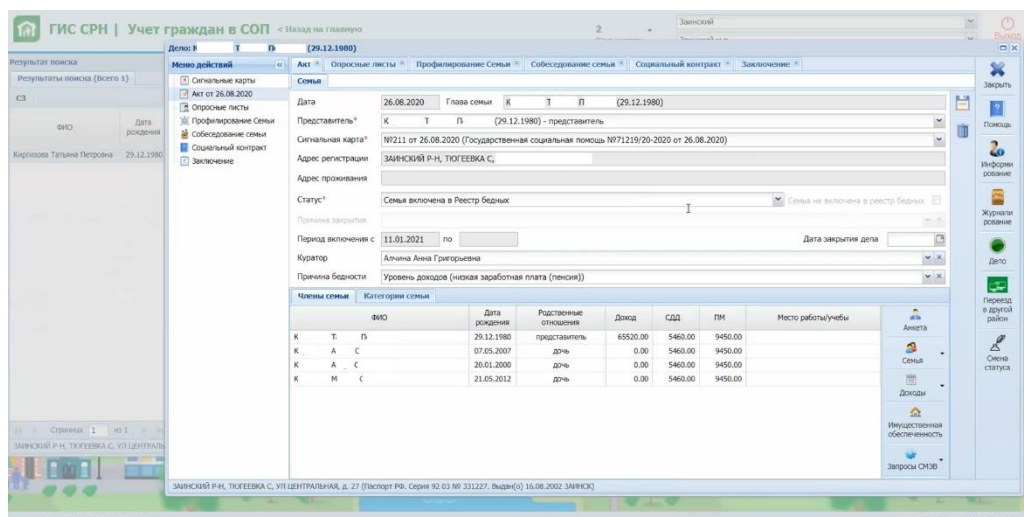 ГИС СРН | Учет граждан в СОП < Назад на главную
2
Заинский
Выход
Дело: К Т П (29.12.1980)
Результат поиска
Результаты поиска (Всего 1)
СЗ
ФИО Дата рождения
Киргизова Татьяна Петровна 29.12.1980
Страница 1 из 1
ЗАИНСКИЙ Р-Н, ТЮГЕЕВКА С, УЛ ЦЕНТРАЛЬ
Меню действий
Сигнальные карты
Акт от 26.08.2020
Опросные листы
Профилирование Семьи
Собеседование семьи
Социальный контракт
Заключение
Акт Опросные листы Профилирование Семьи Собеседование семьи Социальный контракт Заключение
Семья
Дата 26.08.2020 Глава семьи К Т П (29.12.1980)
Представитель* К Т П (29.12.1980) - представитель
Сигнальная карта* №211 от 26.08.2020 (Государственная социальная помощь №71219/20-2020 от 26.08.2020)
Адрес регистрации ЗАИНСКИЙ Р-Н, ТЮГЕЕВКА С,
Адрес проживания
Статус* Семья включена в Реестр бедных Семья не включена в реестр бедных
Причина закрытия
Период включения с 11.01.2021 по Дата закрытия дела
Куратор Алчина Анна Григорьевна
Причина бедности Уровень доходов (низкая заработная плата (пенсия))
Члены семьи Категории семьи
ФИО Дата рождения Родственные отношения Доход СДД ПМ Место работы/учебы
К Т П 29.12.1980 представитель 65520.00 5460.00 9450.00
К А С 07.05.2007 дочь 0.00 5460.00 9450.00
К А С 20.01.2000 дочь 0.00 5460.00 9450.00
К М С 21.05.2012 дочь 0.00 5460.00 9450.00
Анкета
Семья
Доходы
Имущественная обеспеченность
Запросы СМЭВ
Закрыть
Помощь
Информи
рование
Журнали
рование
Дело
Переезд
в другой
район
Смена
статуса
ЗАИНСКИЙ Р-Н, ТЮГЕЕВКА С, УЛ ЦЕНТРАЛЬНАЯ, д. 27 (Паспорт РФ. Серия 92 03 № 331227. Выдан(о) 16.08.2002 ЗАИНСК)